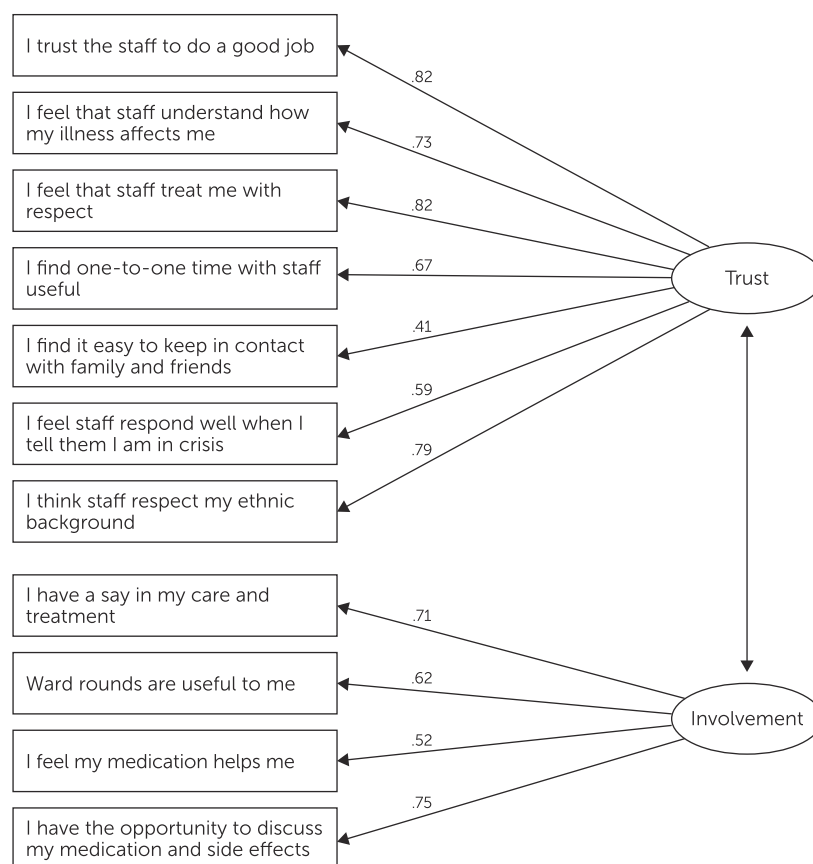 I trust the staff to do a good job
.82
I feel that staff understand how
my illness affects me
.73
I feel that staff treat me with
respect
.82
I find one-to-one time with staff
useful
.67
Trust
I find it easy to keep in contact
with family and friends
.41
I feel staff respond well when I
tell them I am in crisis
.59
I think staff respect my ethnic
background
.79
I have a say in my care and
treatment
.71
Ward rounds are useful to me
.62
Involvement
I feel my medication helps me
.52
I have the opportunity to discuss
my medication and side effects
.75